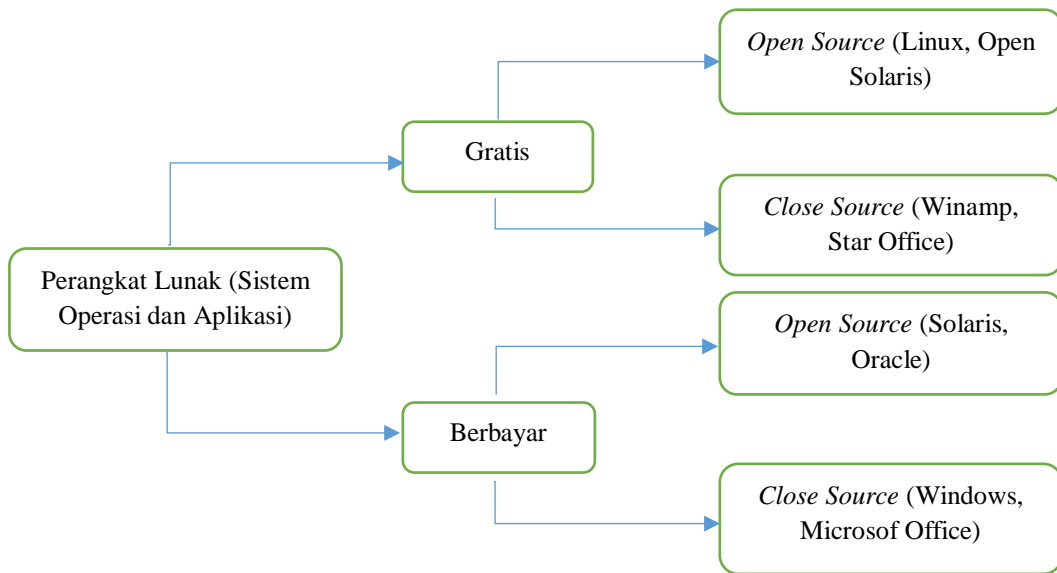 Open Source (Linux, Open
Solaris)
Gratis
Close Source (Winamp,
Star Office)
Perangkat Lunak (Sistem
Operasi dan Aplikasi)
Open Source (Solaris,
Oracle)
Berbayar
Close Source (Windows,
Microsof Office)